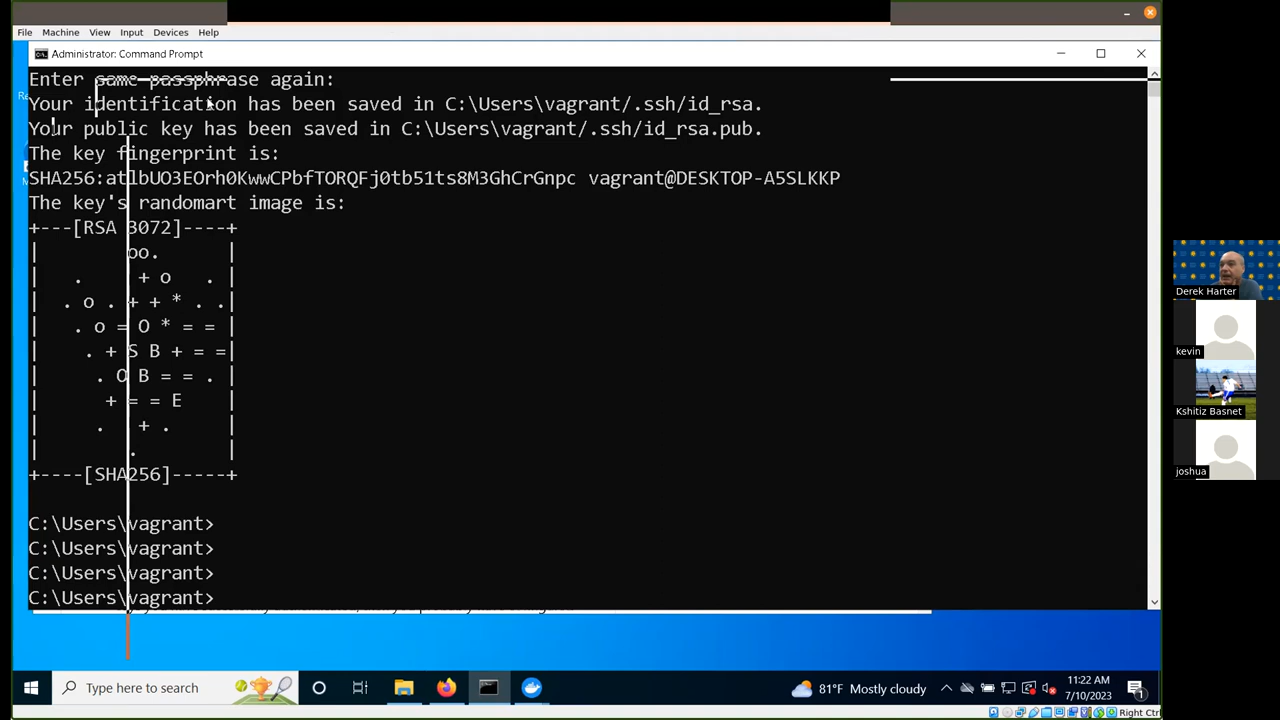 File Machine View Input Devices Help
Administrator: Command Prompt
Enter same passphrase again:
Your identification has been saved in C:\Users\vagrant/.ssh/id_rsa.
Your public key has been saved in C:\Users\vagrant/.ssh/id_rsa.pub.
The key fingerprint is:
SHA256:atlbUO3EOrh0KwwCPbfTORQFj0tb51ts8M3GhCrGnpc vagrant@DESKTOP-A5SLKKP
The key's randomart image is:
+---[RSA 3072]----+
|        oo.      |
|   .     + o   . |
|  . o . + + * . .|
|   . o = O * = = |
|    . + S B + = =|
|     . O B = = . |
|      + = = E    |
|     .   + .     |
|        .        |
+----[SHA256]-----+
C:\Users\vagrant>
C:\Users\vagrant>
C:\Users\vagrant>
C:\Users\vagrant>
Derek Harter
kevin
Kshitiz Basnet
joshua
Type here to search
81°F Mostly cloudy
11:22 AM
7/10/2023
1
Right Ctrl